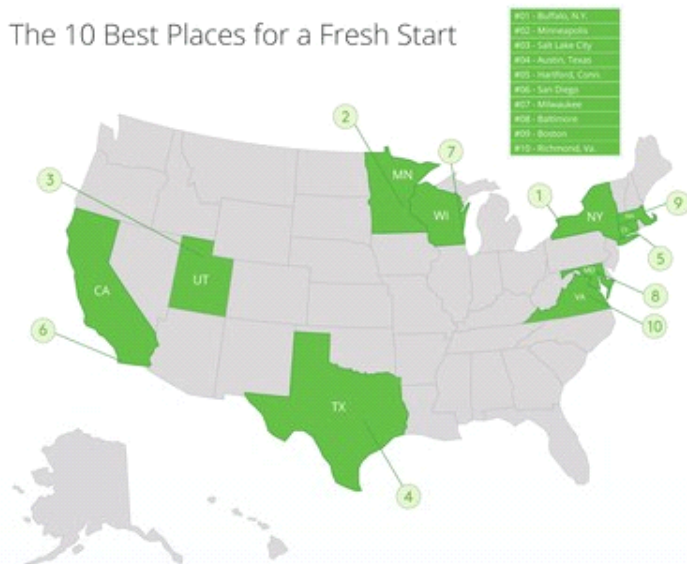 The 10 Best Places for a Fresh Start
#01 - Buffalo, N.Y.
#02 - Minneapolis
#03 - Salt Lake City
#04 - Austin, Texas
#05 - Hartford, Conn.
#06 - San Diego
#07 - Milwaukee
#08 - Baltimore
#09 - Boston
#10 - Richmond, Va.
2
7
MN
3
1
9
WI
NY
MA
CT
5
UT
MD
CA
8
VA
6
10
TX
4